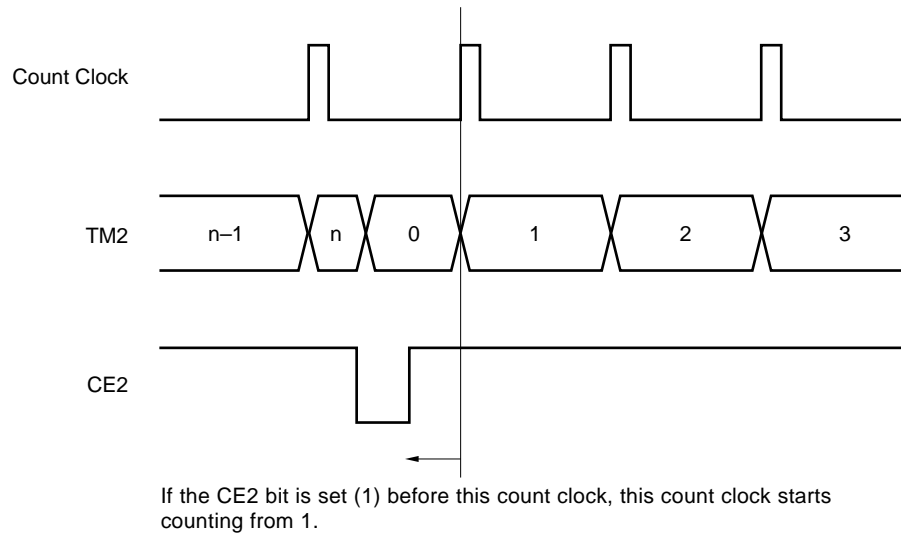 Count Clock
TM2
n–1
n
0
1
2
3
CE2
If the CE2 bit is set (1) before this count clock, this count clock starts
counting from 1.